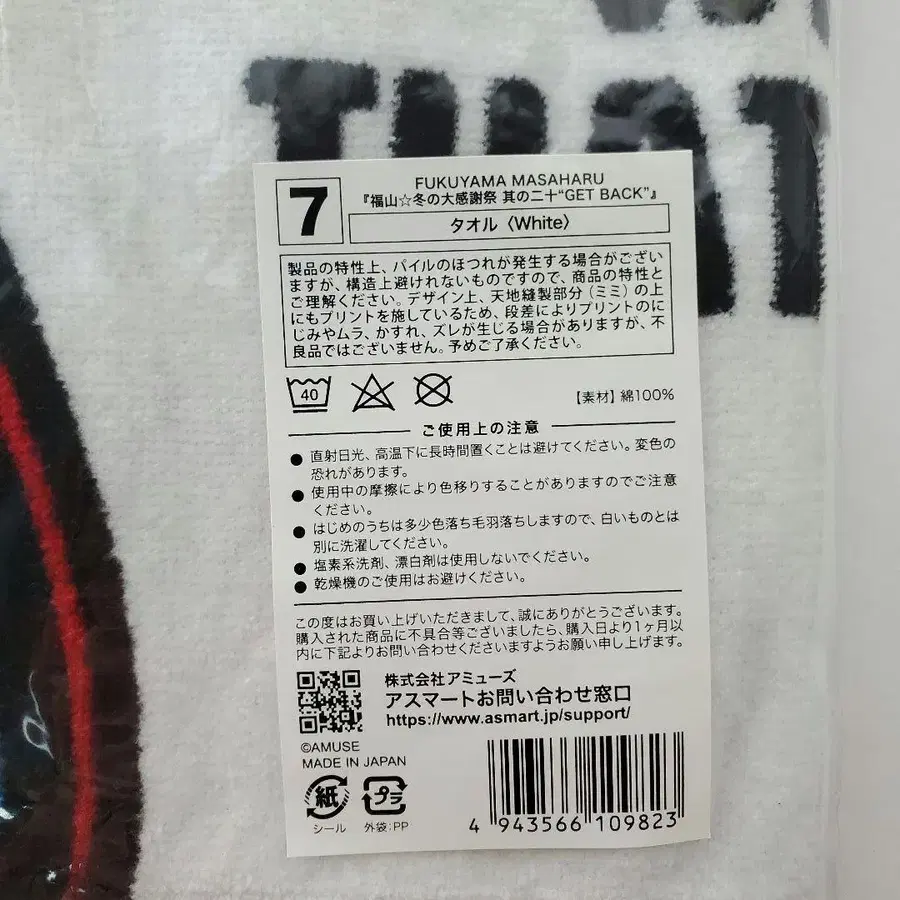 THAT
7
FUKUYAMA MASAHARU
『福山☆冬の大感謝祭 其の二十“GET BACK”』
タオル〈White〉
製品の特性上、パイルのほつれが発生する場合がござい
ますが、構造上避けれないものですので、商品の特性と
ご理解ください。デザイン上、天地縫製部分(ミミ)の上
にもプリントを施しているため、段差によりプリントのに
じみやムラ、かすれ、ズレが生じる場合がありますが、不
良品ではございません。予めご了承ください。
40
【素材】綿100%
ご使用上の注意
● 直射日光、高温下に長時間置くことは避けてください。変色の
恐れがあります。
● 使用中の摩擦により色移りすることがありますのでご注意
ください。
● はじめのうちは多少色落ち毛羽落ちしますので、白いものとは
別に洗濯してください。
● 塩素系洗剤、漂白剤は使用しないでください。
● 乾燥機のご使用はお避けください。
この度はお買い上げいただきまして、誠にありがとうございます。
購入された商品に不具合等ございましたら、購入日より1ヶ月以
内に下記よりお問い合わせくださいますようお願い申し上げます。
株式会社アミューズ
アスマートお問い合わせ窓口
https://www.asmart.jp/support/
©AMUSE
MADE IN JAPAN
紙
シール
プラ
外袋:PP
4 943566 109823